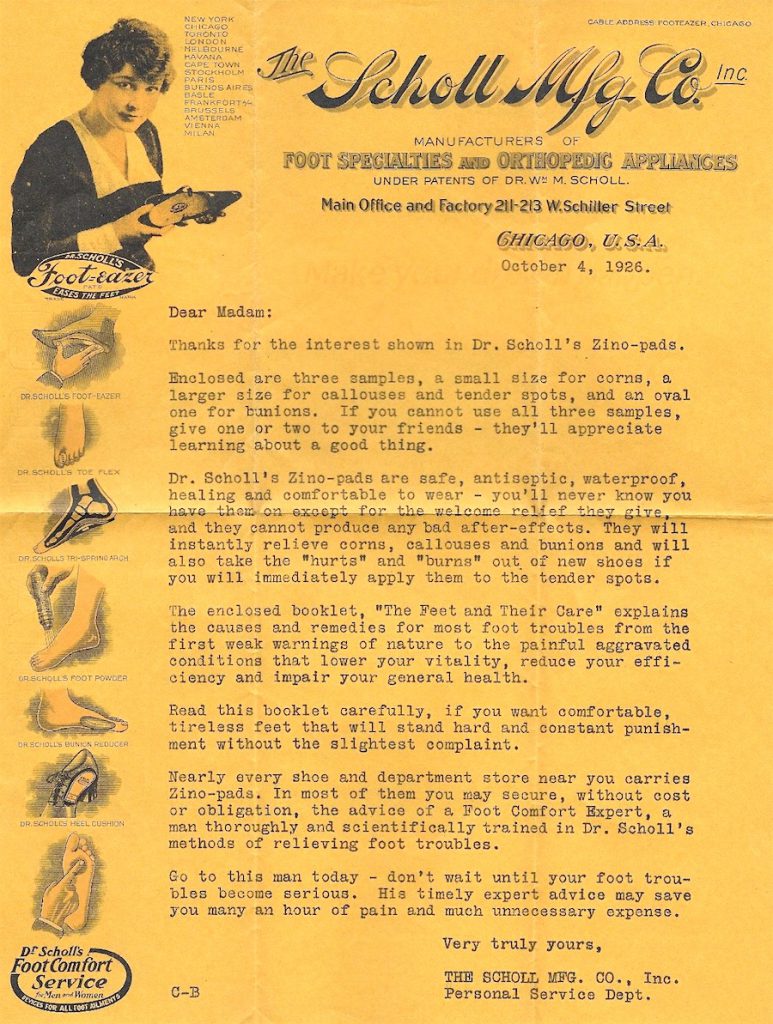 NEW YORK
CHICAGO
TORONTO
LONDON
MELBOURNE
HAVANA
CAPE TOWN
STOCKHOLM
PARIS
BUENOS AIRES
BASLE
FRANKFORT a/M
BRUSSELS
AMSTERDAM
VIENNA
MILAN
CABLE ADDRESS: FOOTEAZER, CHICAGO
The Scholl Mfg. Co. Inc.
MANUFACTURERS OF
FOOT SPECIALTIES AND ORTHOPEDIC APPLIANCES
UNDER PATENTS OF DR. WM M. SCHOLL.
Main Office and Factory 211-213 W. Schiller Street
CHICAGO, U.S.A.
October 4, 1926.
DR. SCHOLL'S
Foot-Eazer
EASES THE FEET
DR. SCHOLL'S FOOT-EAZER
DR. SCHOLL'S TOE FLEX
DR. SCHOLLS TRI-SPRING ARCH
DR. SCHOLL'S FOOT POWDER
DR. SCHOLL'S BUNION REDUCER
DR. SCHOLL'S HEEL CUSHION
Dr Scholl's
Foot Comfort
Service
for Men and Women
DEVICES FOR ALL FOOT AILMENTS
Dear Madam:
Thanks for the interest shown in Dr. Scholl's Zino-pads.
Enclosed are three samples, a small size for corns, a
larger size for callouses and tender spots, and an oval
one for bunions. If you cannot use all three samples,
give one or two to your friends - they'll appreciate
learning about a good thing.
Dr. Scholl's Zino-pads are safe, antiseptic, waterproof,
healing and comfortable to wear - you'll never know you
have them on except for the welcome relief they give,
and they cannot produce any bad after-effects. They will
instantly relieve corns, callouses and bunions and will
also take the "hurts" and "burns" out of new shoes if
you will immediately apply them to the tender spots.
The enclosed booklet, "The Feet and Their Care" explains
the causes and remedies for most foot troubles from the
first weak warnings of nature to the painful aggravated
conditions that lower your vitality, reduce your effi-
ciency and impair your general health.
Read this booklet carefully, if you want comfortable,
tireless feet that will stand hard and constant punish-
ment without the slightest complaint.
Nearly every shoe and department store near you carries
Zino-pads. In most of them you may secure, without cost
or obligation, the advice of a Foot Comfort Expert, a
man thoroughly and scientifically trained in Dr. Scholl's
methods of relieving foot troubles.
Go to this man today - don't wait until your foot trou-
bles become serious. His timely expert advice may save
you many an hour of pain and much unnecessary expense.
Very truly yours,
THE SCHOLL MFG. CO., Inc.
Personal Service Dept.
C-B